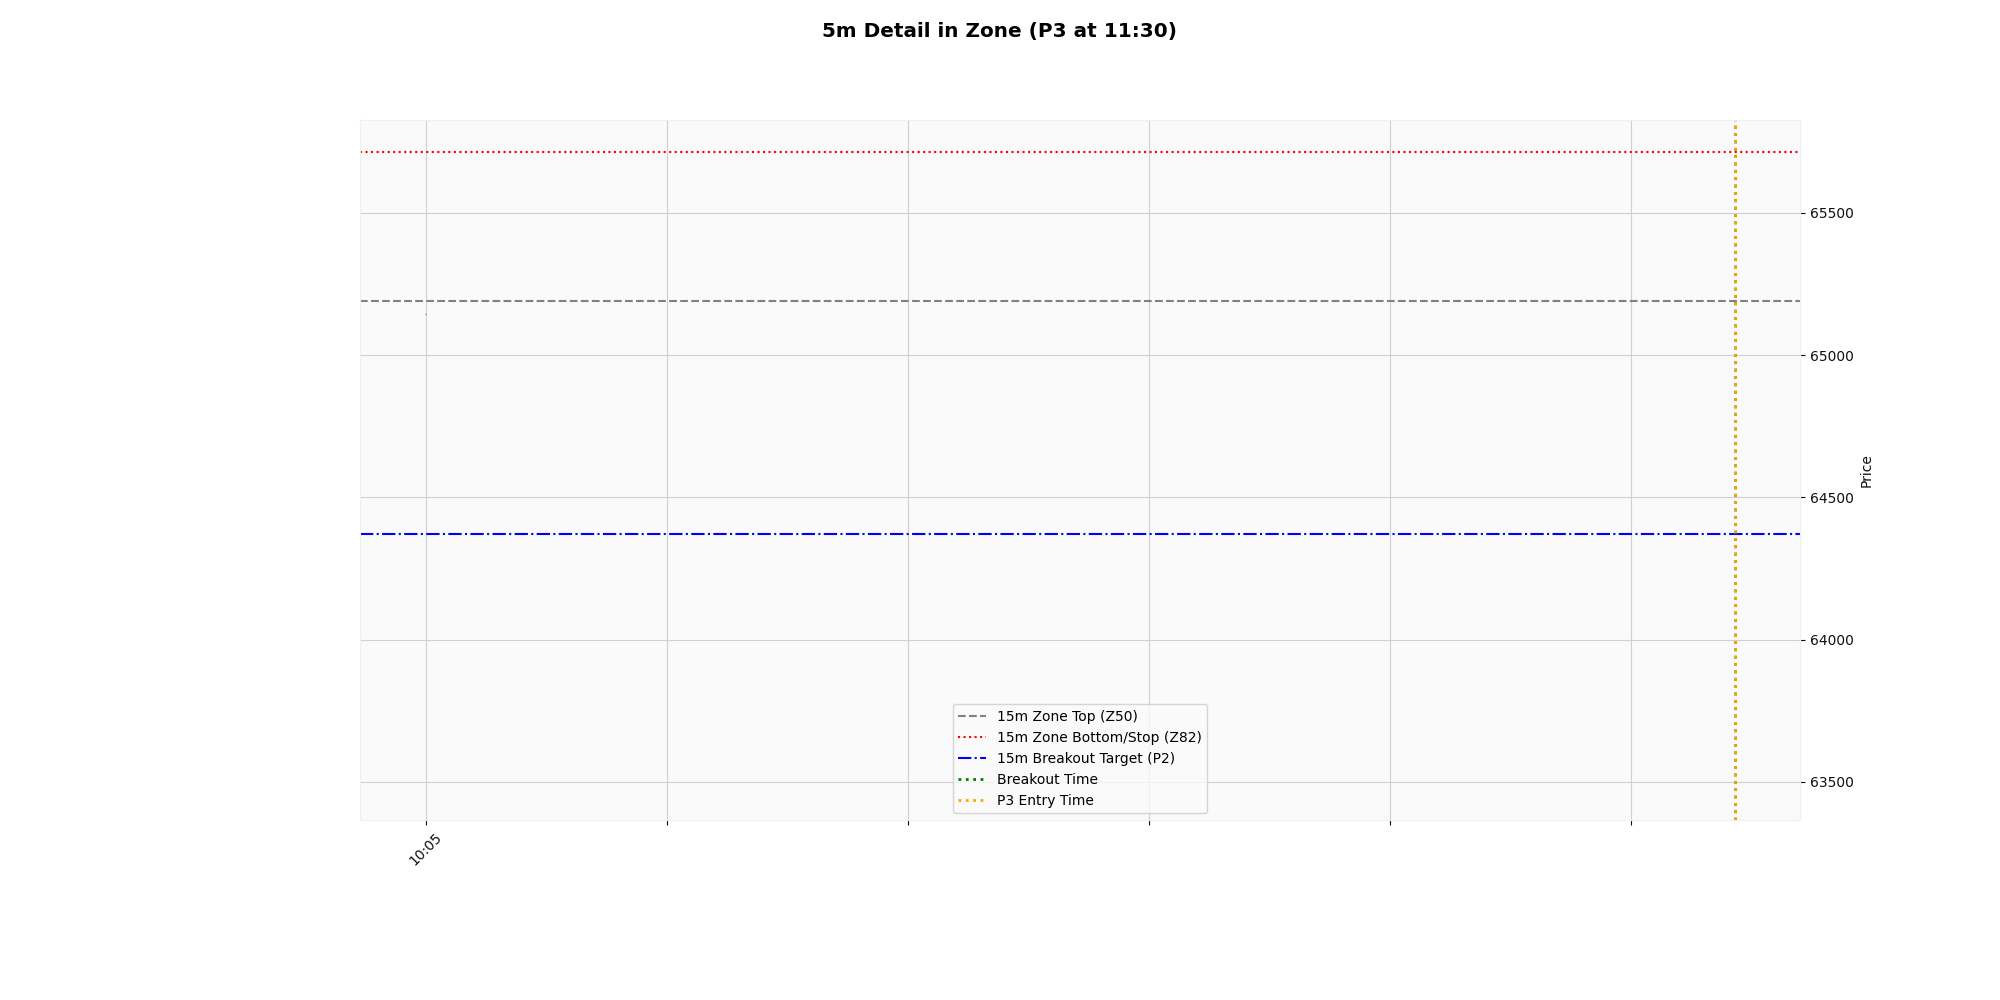 5m Detail in Zone (P3 at 11:30)
65500
65000
64500
64000
63500
Price
15m Zone Top (Z50)
15m Zone Bottom/Stop (Z82)
15m Breakout Target (P2)
Breakout Time
P3 Entry Time
10:05